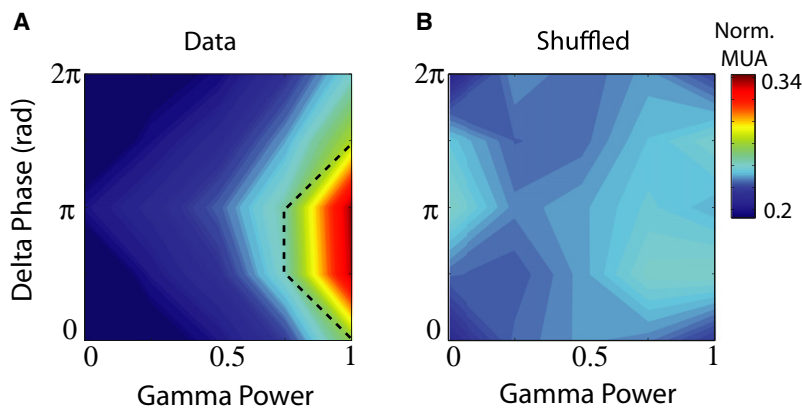 A
Data
Delta Phase (rad)
2π
π
0
0
0.5
1
Gamma Power
B
Shuffled
2π
π
0
0
0.5
1
Gamma Power
Norm.
MUA
0.34
0.2